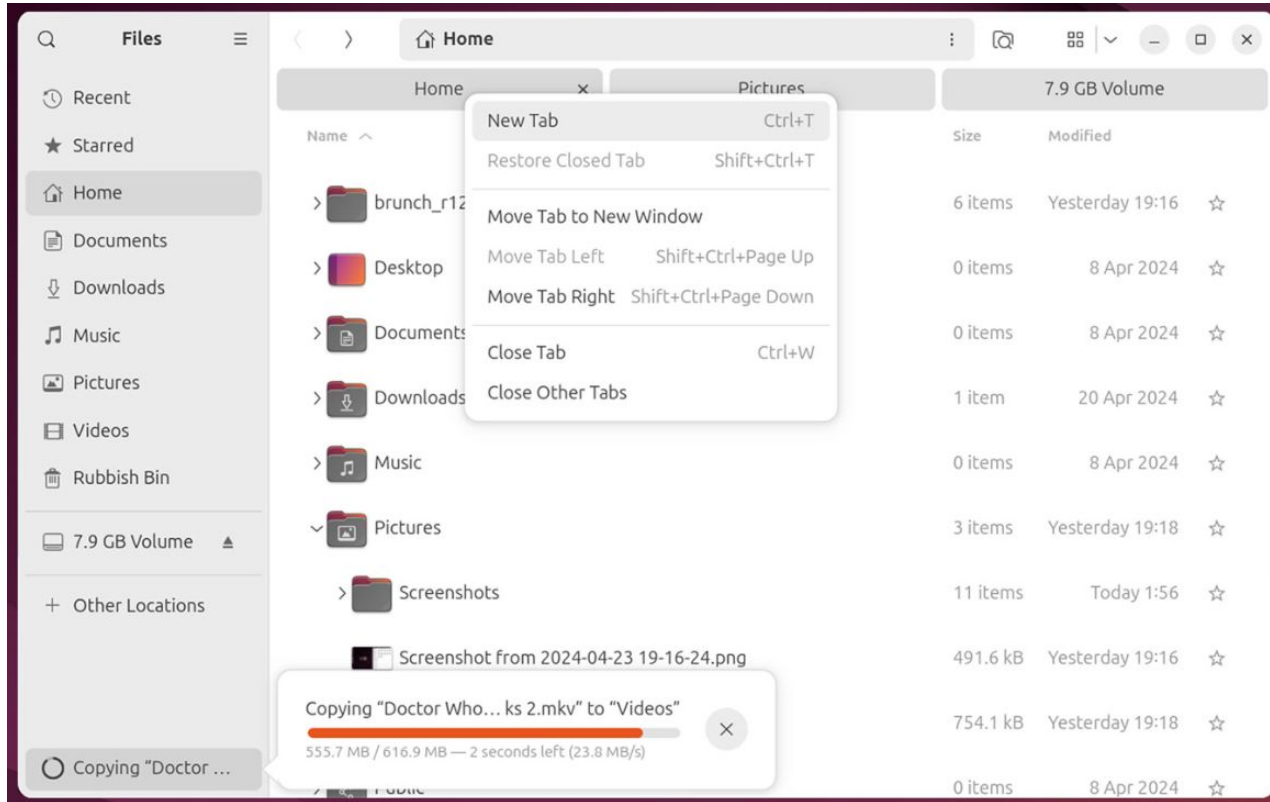 Files
Home
Home
Pictures
7.9 GB Volume
Recent
Starred
Home
Documents
Downloads
Music
Pictures
Videos
Rubbish Bin
7.9 GB Volume
Other Locations
Copying “Doctor …
Name
Size
Modified
brunch_r12
6 items
Yesterday 19:16
Desktop
0 items
8 Apr 2024
Documents
0 items
8 Apr 2024
Downloads
1 item
20 Apr 2024
Music
0 items
8 Apr 2024
Pictures
3 items
Yesterday 19:18
Screenshots
11 items
Today 1:56
Screenshot from 2024-04-23 19-16-24.png
491.6 kB
Yesterday 19:16
754.1 kB
Yesterday 19:18
Public
0 items
8 Apr 2024
New Tab
Ctrl+T
Restore Closed Tab
Shift+Ctrl+T
Move Tab to New Window
Move Tab Left
Shift+Ctrl+Page Up
Move Tab Right
Shift+Ctrl+Page Down
Close Tab
Ctrl+W
Close Other Tabs
Copying “Doctor Who… ks 2.mkv” to “Videos”
555.7 MB / 616.9 MB — 2 seconds left (23.8 MB/s)